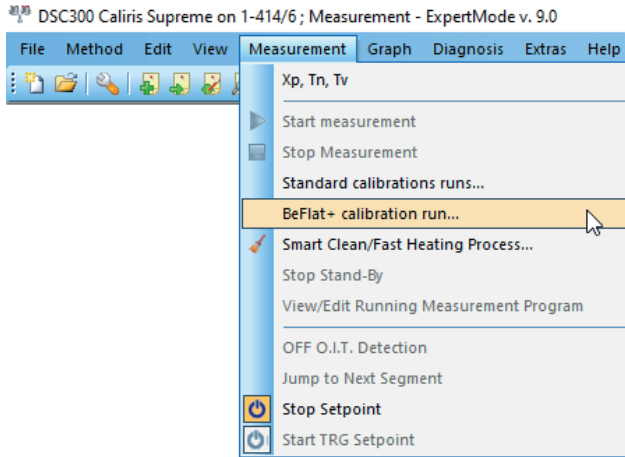 DSC300 Caliris Supreme on 1-414/6 ; Measurement - ExpertMode v. 9.0
File Method Edit View Measurement Graph Diagnosis Extras Help
Xp, Tn, Tv
Start measurement
Stop Measurement
Standard calibrations runs...
BeFlat+ calibration run...
Smart Clean/Fast Heating Process...
Stop Stand-By
View/Edit Running Measurement Program
OFF O.I.T. Detection
Jump to Next Segment
Stop Setpoint
Start TRG Setpoint